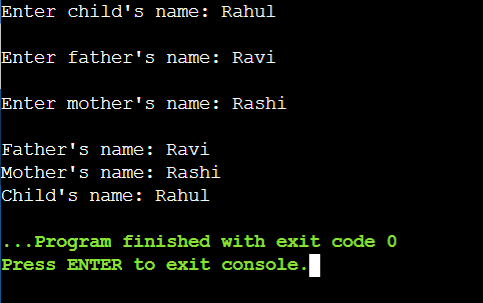 Enter child's name: Rahul
Enter father's name: Ravi
Enter mother's name: Rashi
Father's name: Ravi
Mother's name: Rashi
Child's name: Rahul
...Program finished with exit code 0
Press ENTER to exit console.